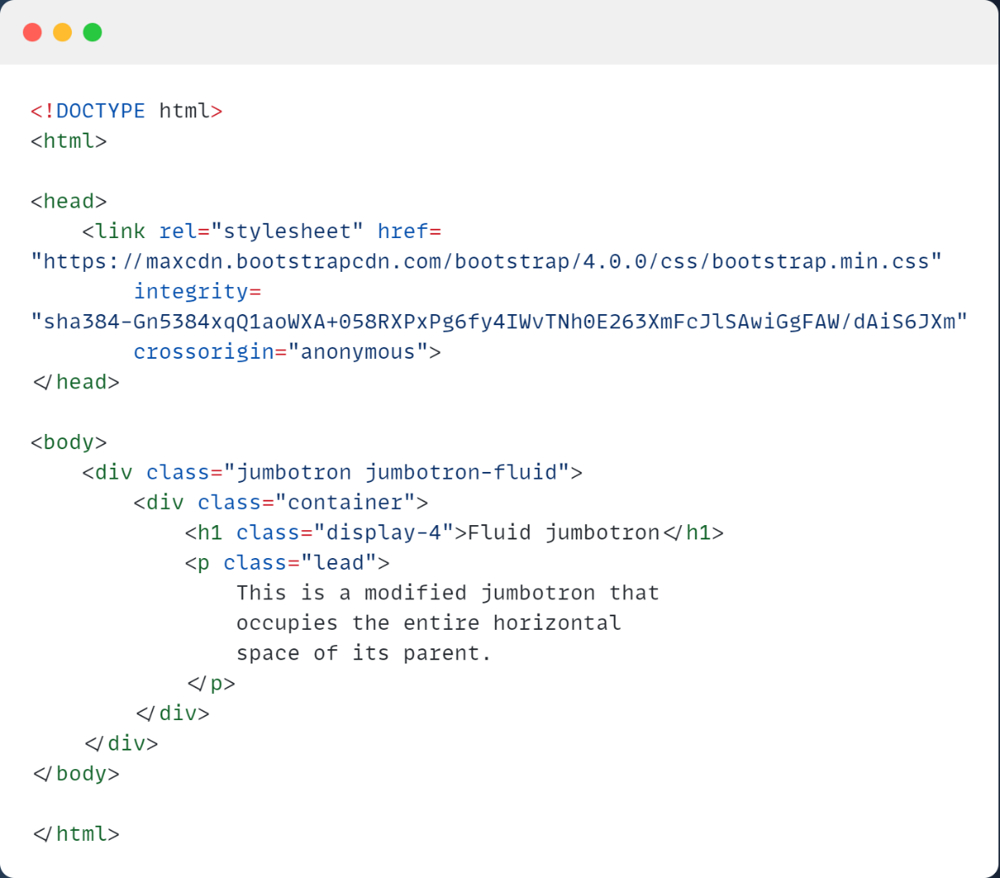 <!DOCTYPE html>
<html>

<head>
    <link rel="stylesheet" href=
"https://maxcdn.bootstrapcdn.com/bootstrap/4.0.0/css/bootstrap.min.css"
        integrity=
"sha384-Gn5384xqQ1aoWXA+058RXPxPg6fy4IWvTNh0E263XmFcJlSAwiGgFAW/dAiS6JXm"
        crossorigin="anonymous">
</head>

<body>
    <div class="jumbotron jumbotron-fluid">
        <div class="container">
            <h1 class="display-4">Fluid jumbotron</h1>
            <p class="lead">
                This is a modified jumbotron that
                occupies the entire horizontal
                space of its parent.
            </p>
        </div>
    </div>
</body>

</html>